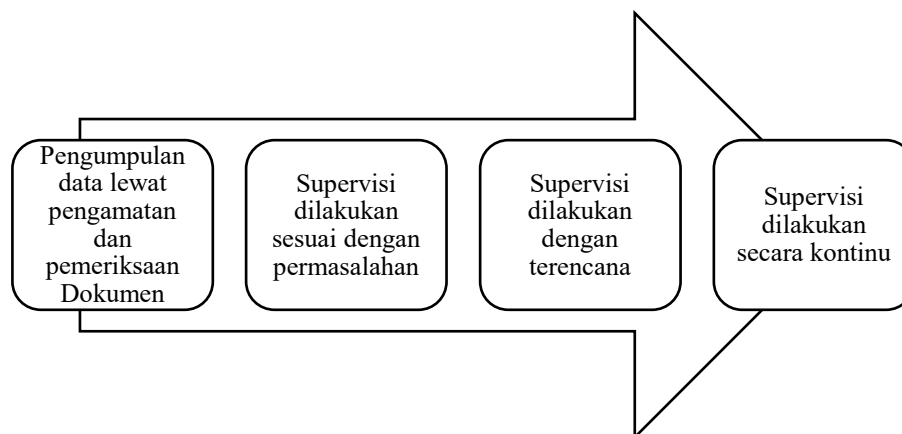 Pengumpulan
data lewat
pengamatan
dan
pemeriksaan
Dokumen
Supervisi
dilakukan
sesuai dengan
permasalahan
Supervisi
dilakukan
dengan
terencana
Supervisi
dilakukan
secara kontinu